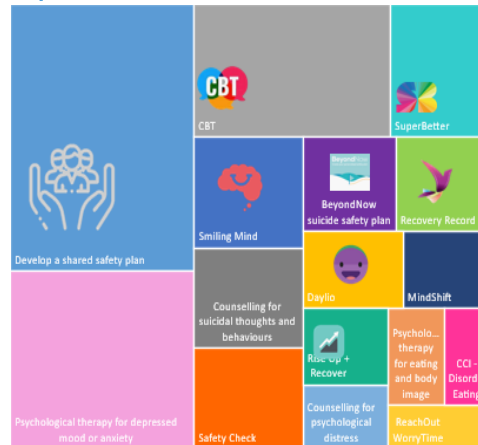 CBT
CBT
SuperBetter
BeyondNow
BeyondNow
suicide safety plan
Recovery Record
Smiling Mind
Develop a shared safety plan
Daylio
MindShift
Counselling for
suicidal thoughts and
behaviours
Rise Up +
Recover
Psycholo...
therapy
for eating
and body
image
CCI -
Disord
Eating
Psychological therapy for depressed
mood or anxiety
Safety Check
Counselling for
psychological
distress
ReachOut
WorryTime